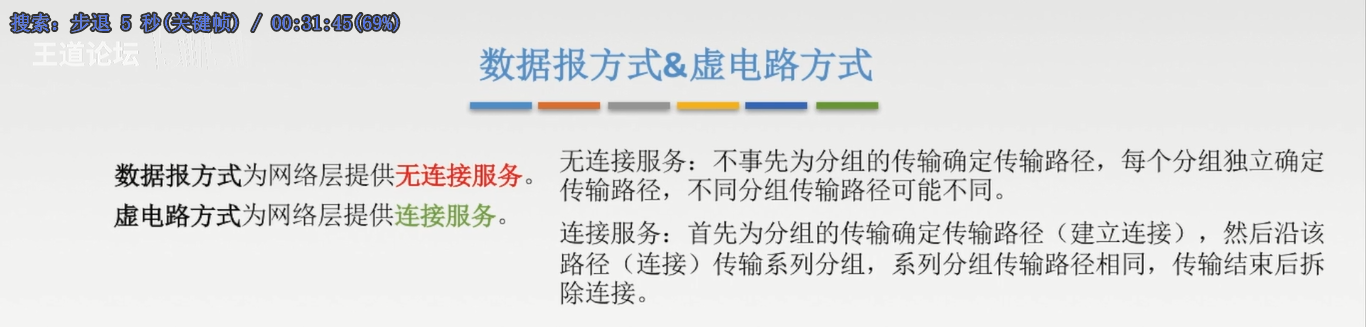 搜索: 步退 5 秒(关键帧) / 00:31:45(69%)
王道论坛
数据报方式&虚电路方式
数据报方式为网络层提供无连接服务。
虚电路方式为网络层提供连接服务。
无连接服务：不事先为分组的传输确定传输路径，每个分组独立确定
传输路径，不同分组传输路径可能不同。
连接服务：首先为分组的传输确定传输路径（建立连接），然后沿该
路径（连接）传输系列分组，系列分组传输路径相同，传输结束后拆
除连接。